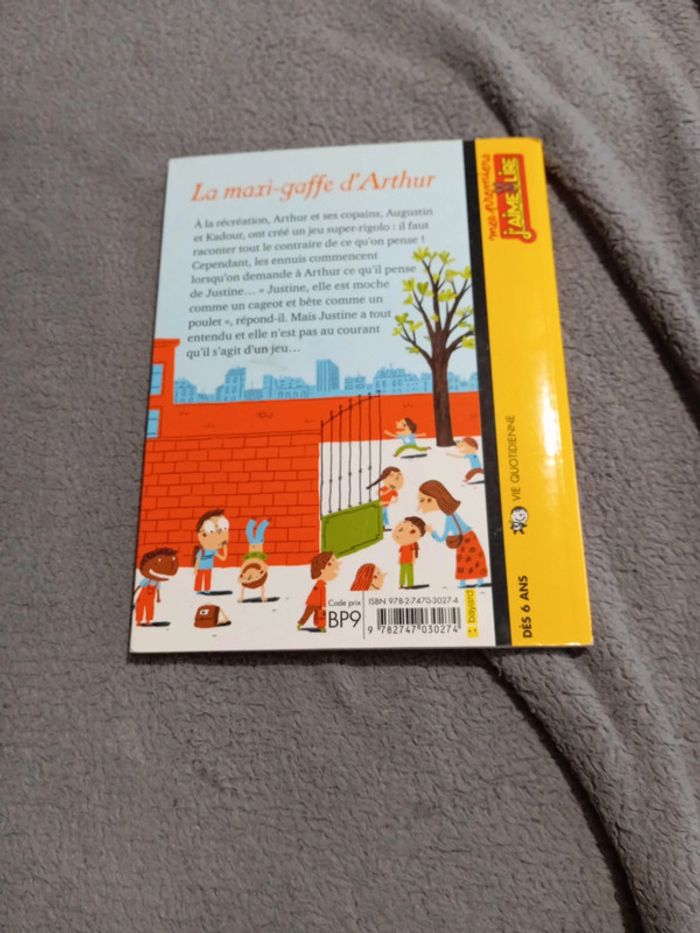 La maxi-gaffe d'Arthur
À la récréation, Arthur et ses copains, Augustin
et Kadour, ont créé un jeu super-rigolo : il faut
raconter tout le contraire de ce qu'on pense !
Cependant, les ennuis commencent
lorsqu'on demande à Arthur ce qu'il pense
de Justine... « Justine, elle est moche
comme un cageot et bête comme un
poulet », répond-il. Mais Justine a tout
entendu et elle n'est pas au courant
qu'il s'agit d'un jeu...
mes premiers
j'AIME LIRE
VIE QUOTIDIENNE
DÈS 6 ANS
Code prix
BP9
ISBN 978-2-7470-3027-4
9 782747 030274
bayard